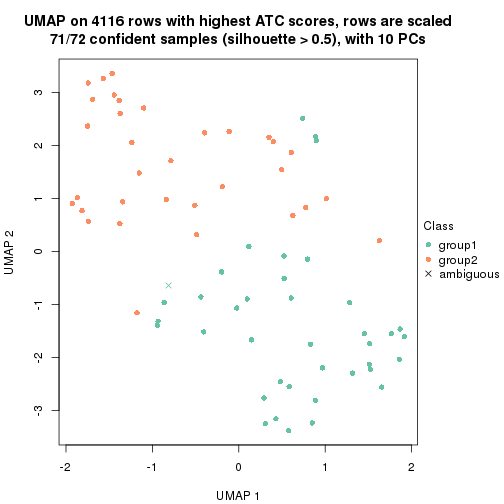 UMAP on 4116 rows with highest ATC scores, rows are scaled
71/72 confident samples (silhouette > 0.5), with 10 PCs
3
2
1
0
-1
-2
-3
UMAP 2
-2
-1
0
1
2
UMAP 1
Class
group1
group2
ambiguous